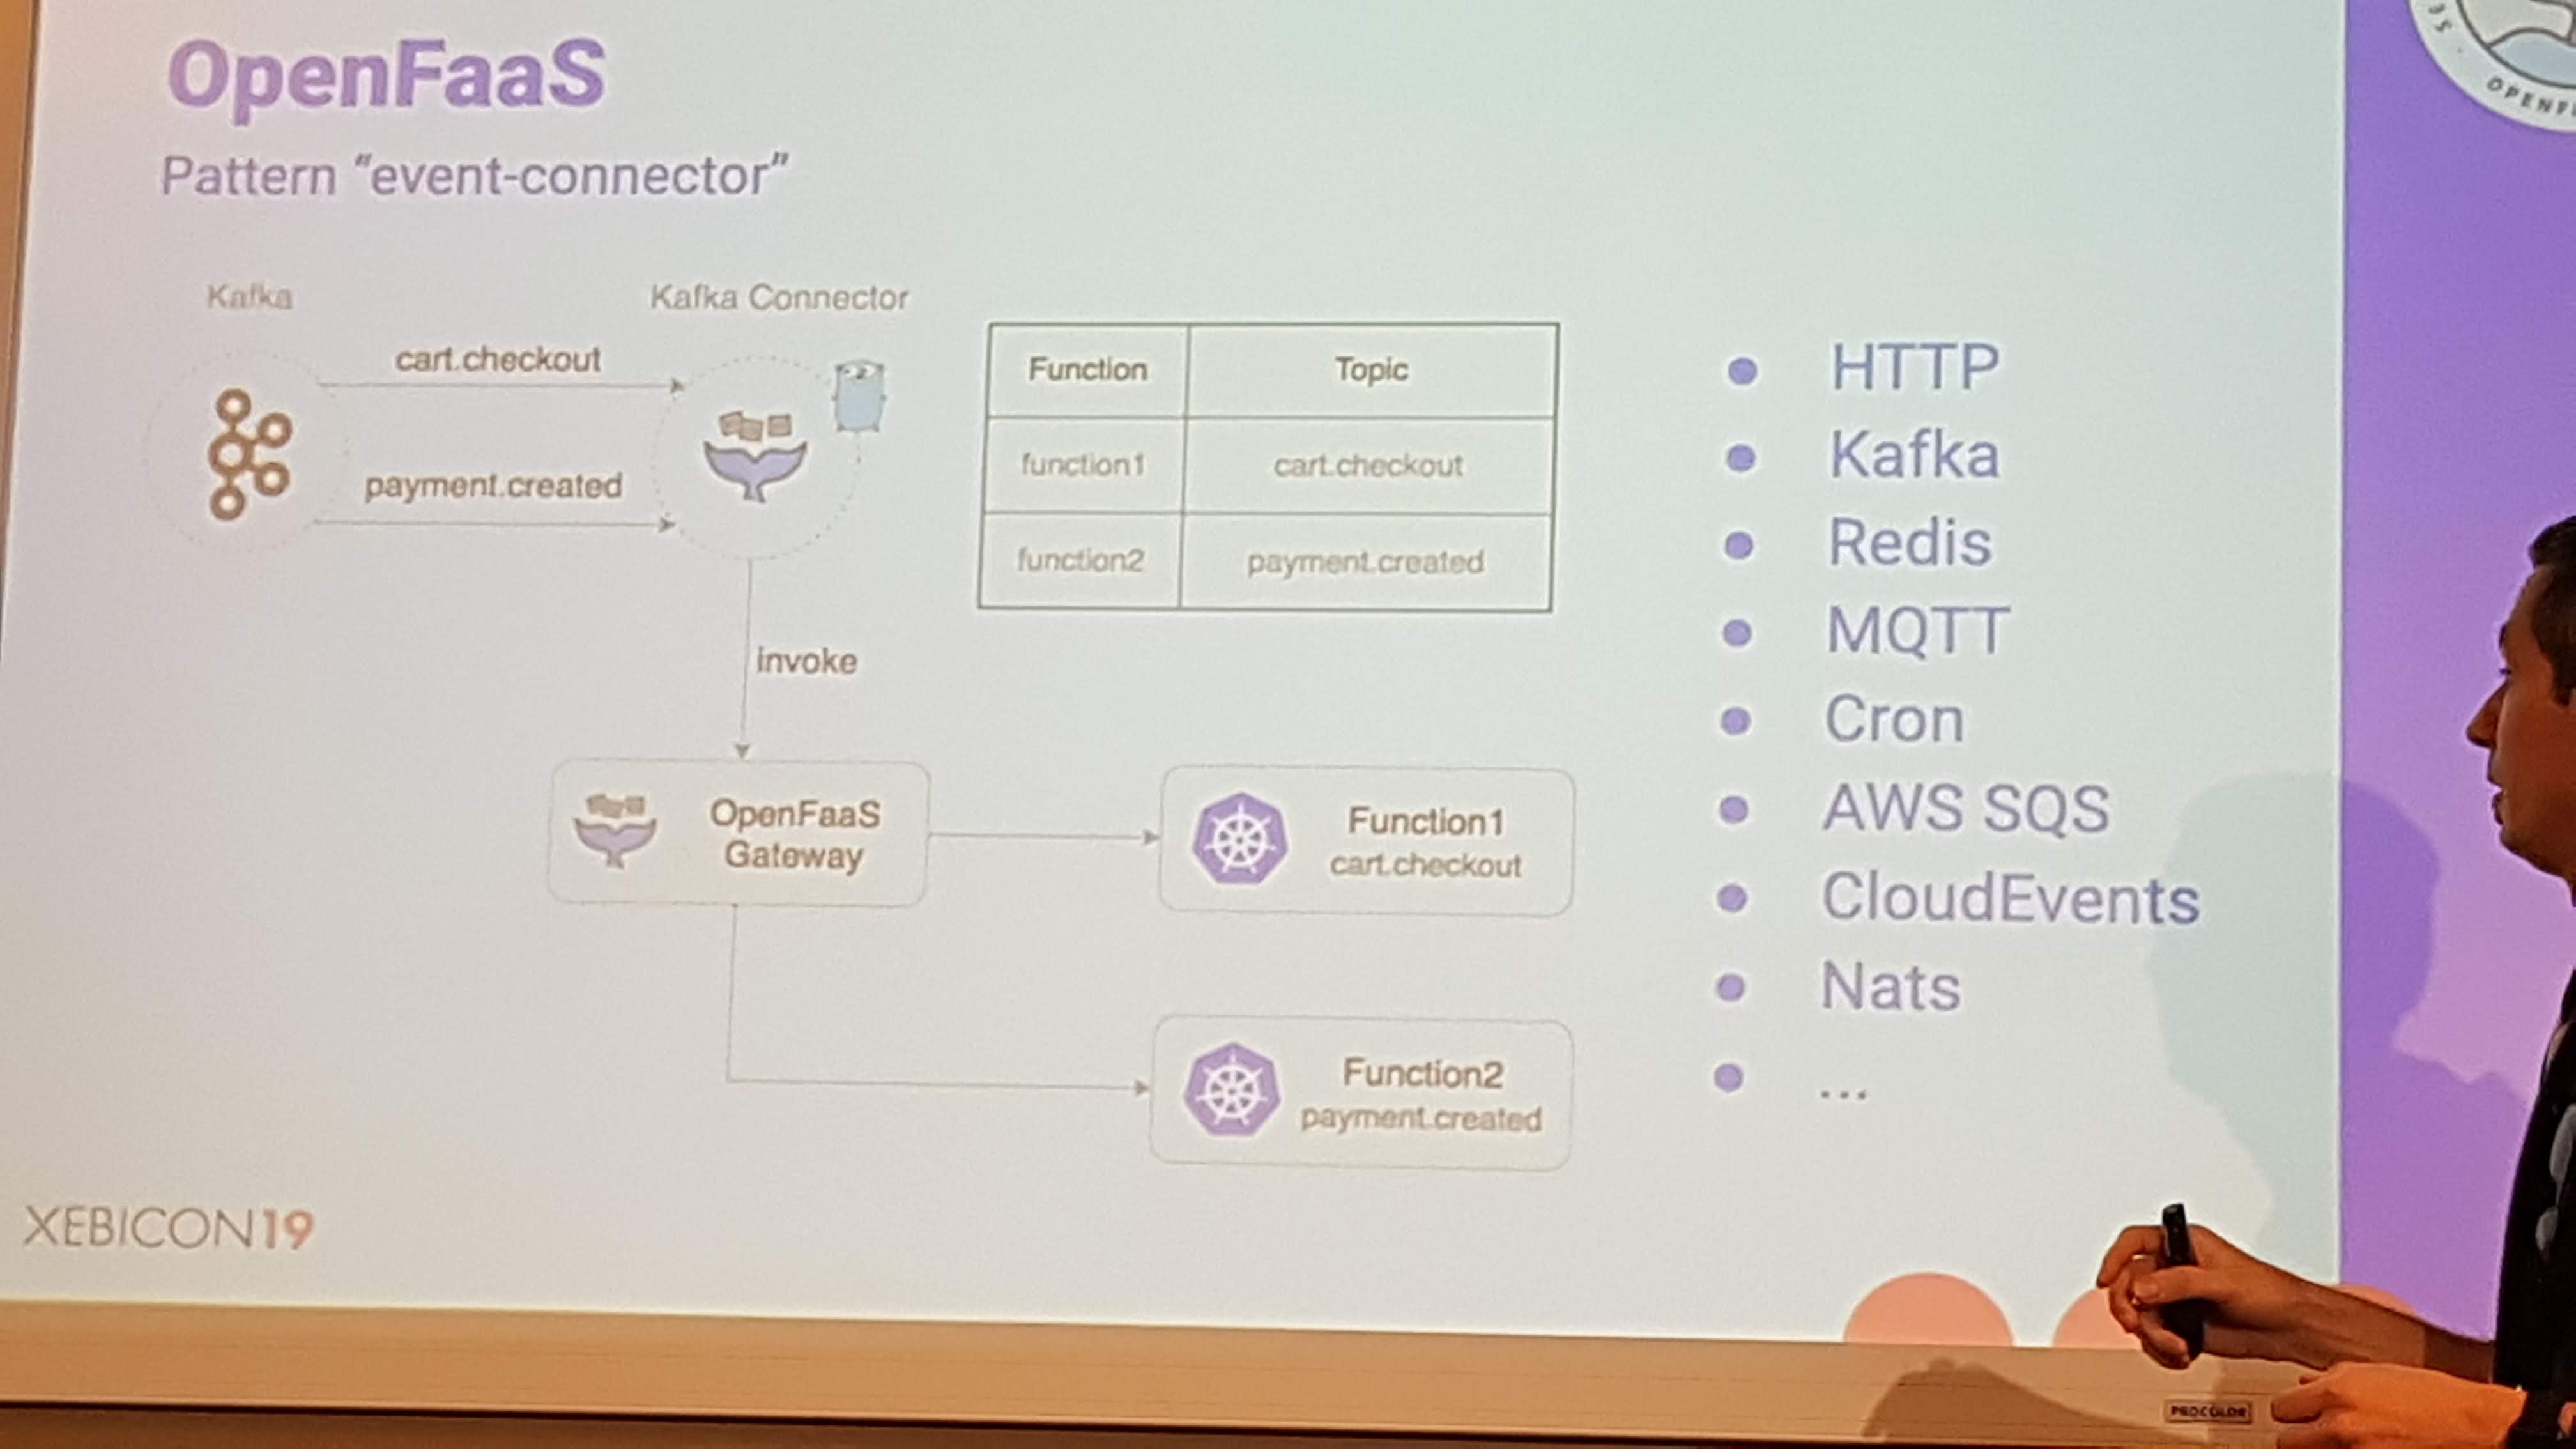 OpenFaaS
Pattern “event-connector”
Kafka
Kafka Connector
cart.checkout
payment.created
invoke
Function Topic
function1 cart.checkout
function2 payment.created
OpenFaaS
Gateway
Function1
cart.checkout
Function2
payment.created
HTTP
Kafka
Redis
MQTT
Cron
AWS SQS
CloudEvents
Nats
...
XEBICON19
PROCOLOR